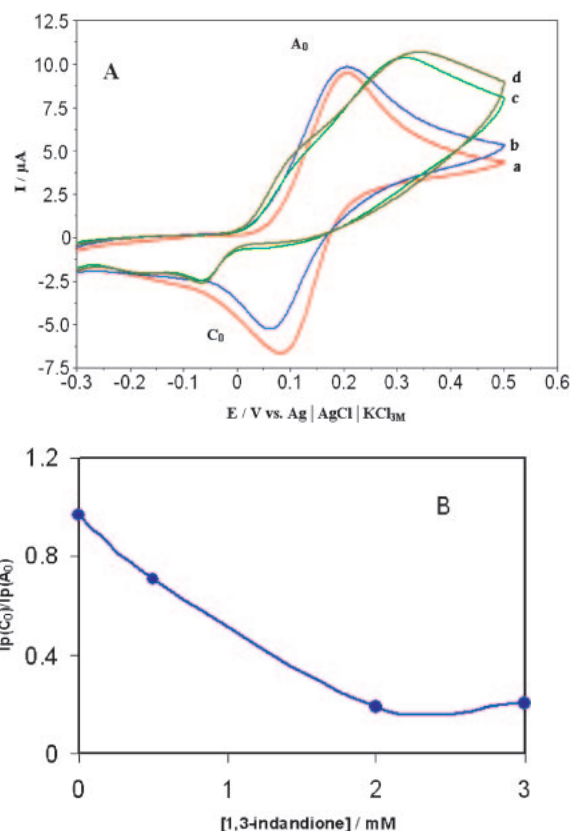 12.5
10.0
7.5
5.0
2.5
0
-2.5
-5.0
-7.5
I / µA
A
A₀
d
c
b
a
C₀
-0.3 -0.2 -0.1 0 0.1 0.2 0.3 0.4 0.5 0.6
E / V vs. Ag | AgCl | KCl₃M
1.2
0.8
0.4
0
Ip(C₀)/Ip(A₀)
B
0 1 2 3
[1,3-indandione] / mM